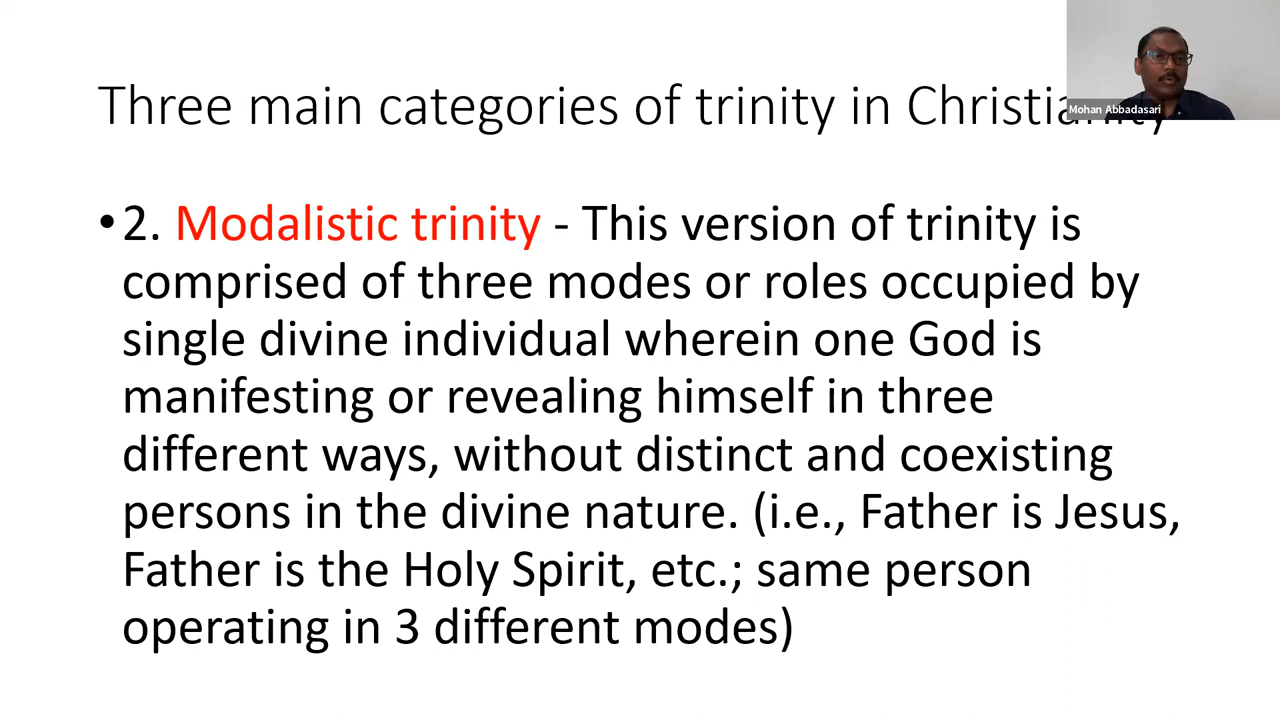 Three main categories of trinity in Christianity
Mohan Abbadasari
•2. Modalistic trinity - This version of trinity is
comprised of three modes or roles occupied by
single divine individual wherein one God is
manifesting or revealing himself in three
different ways, without distinct and coexisting
persons in the divine nature. (i.e., Father is Jesus,
Father is the Holy Spirit, etc.; same person
operating in 3 different modes)